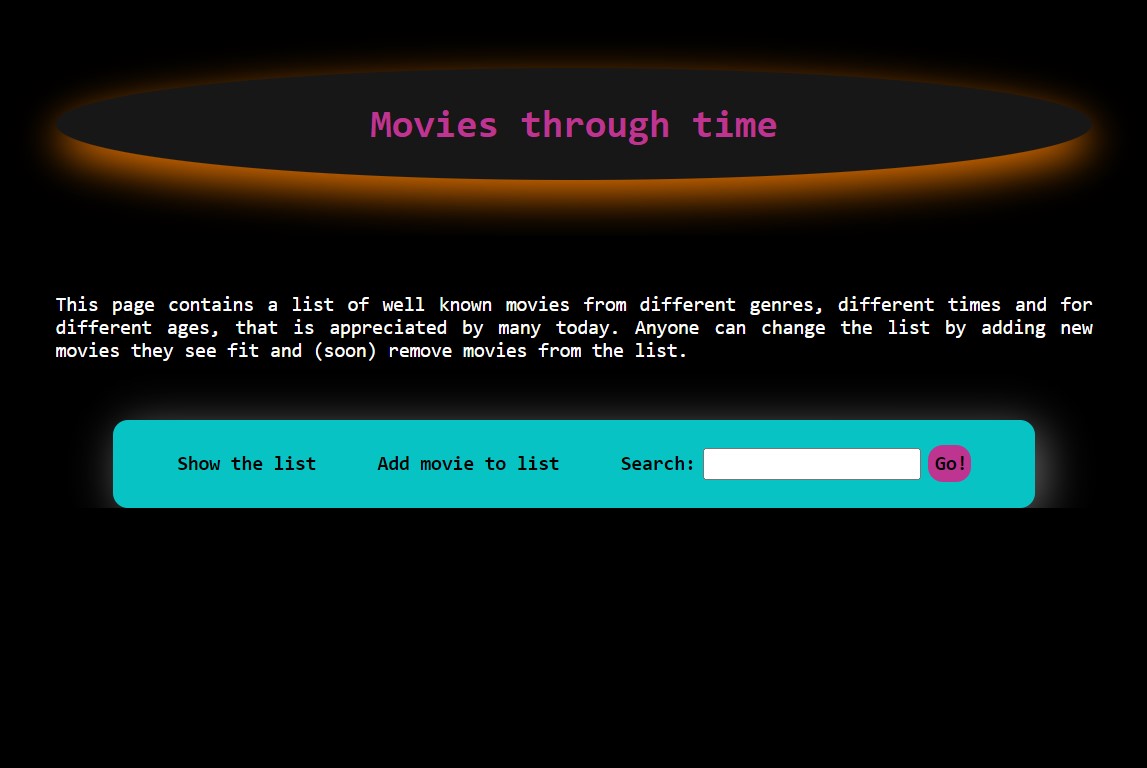 Movies through time
This page contains a list of well known movies from different genres, different times and for
different ages, that is appreciated by many today. Anyone can change the list by adding new
movies they see fit and (soon) remove movies from the list.
Show the list Add movie to list Search: Go!